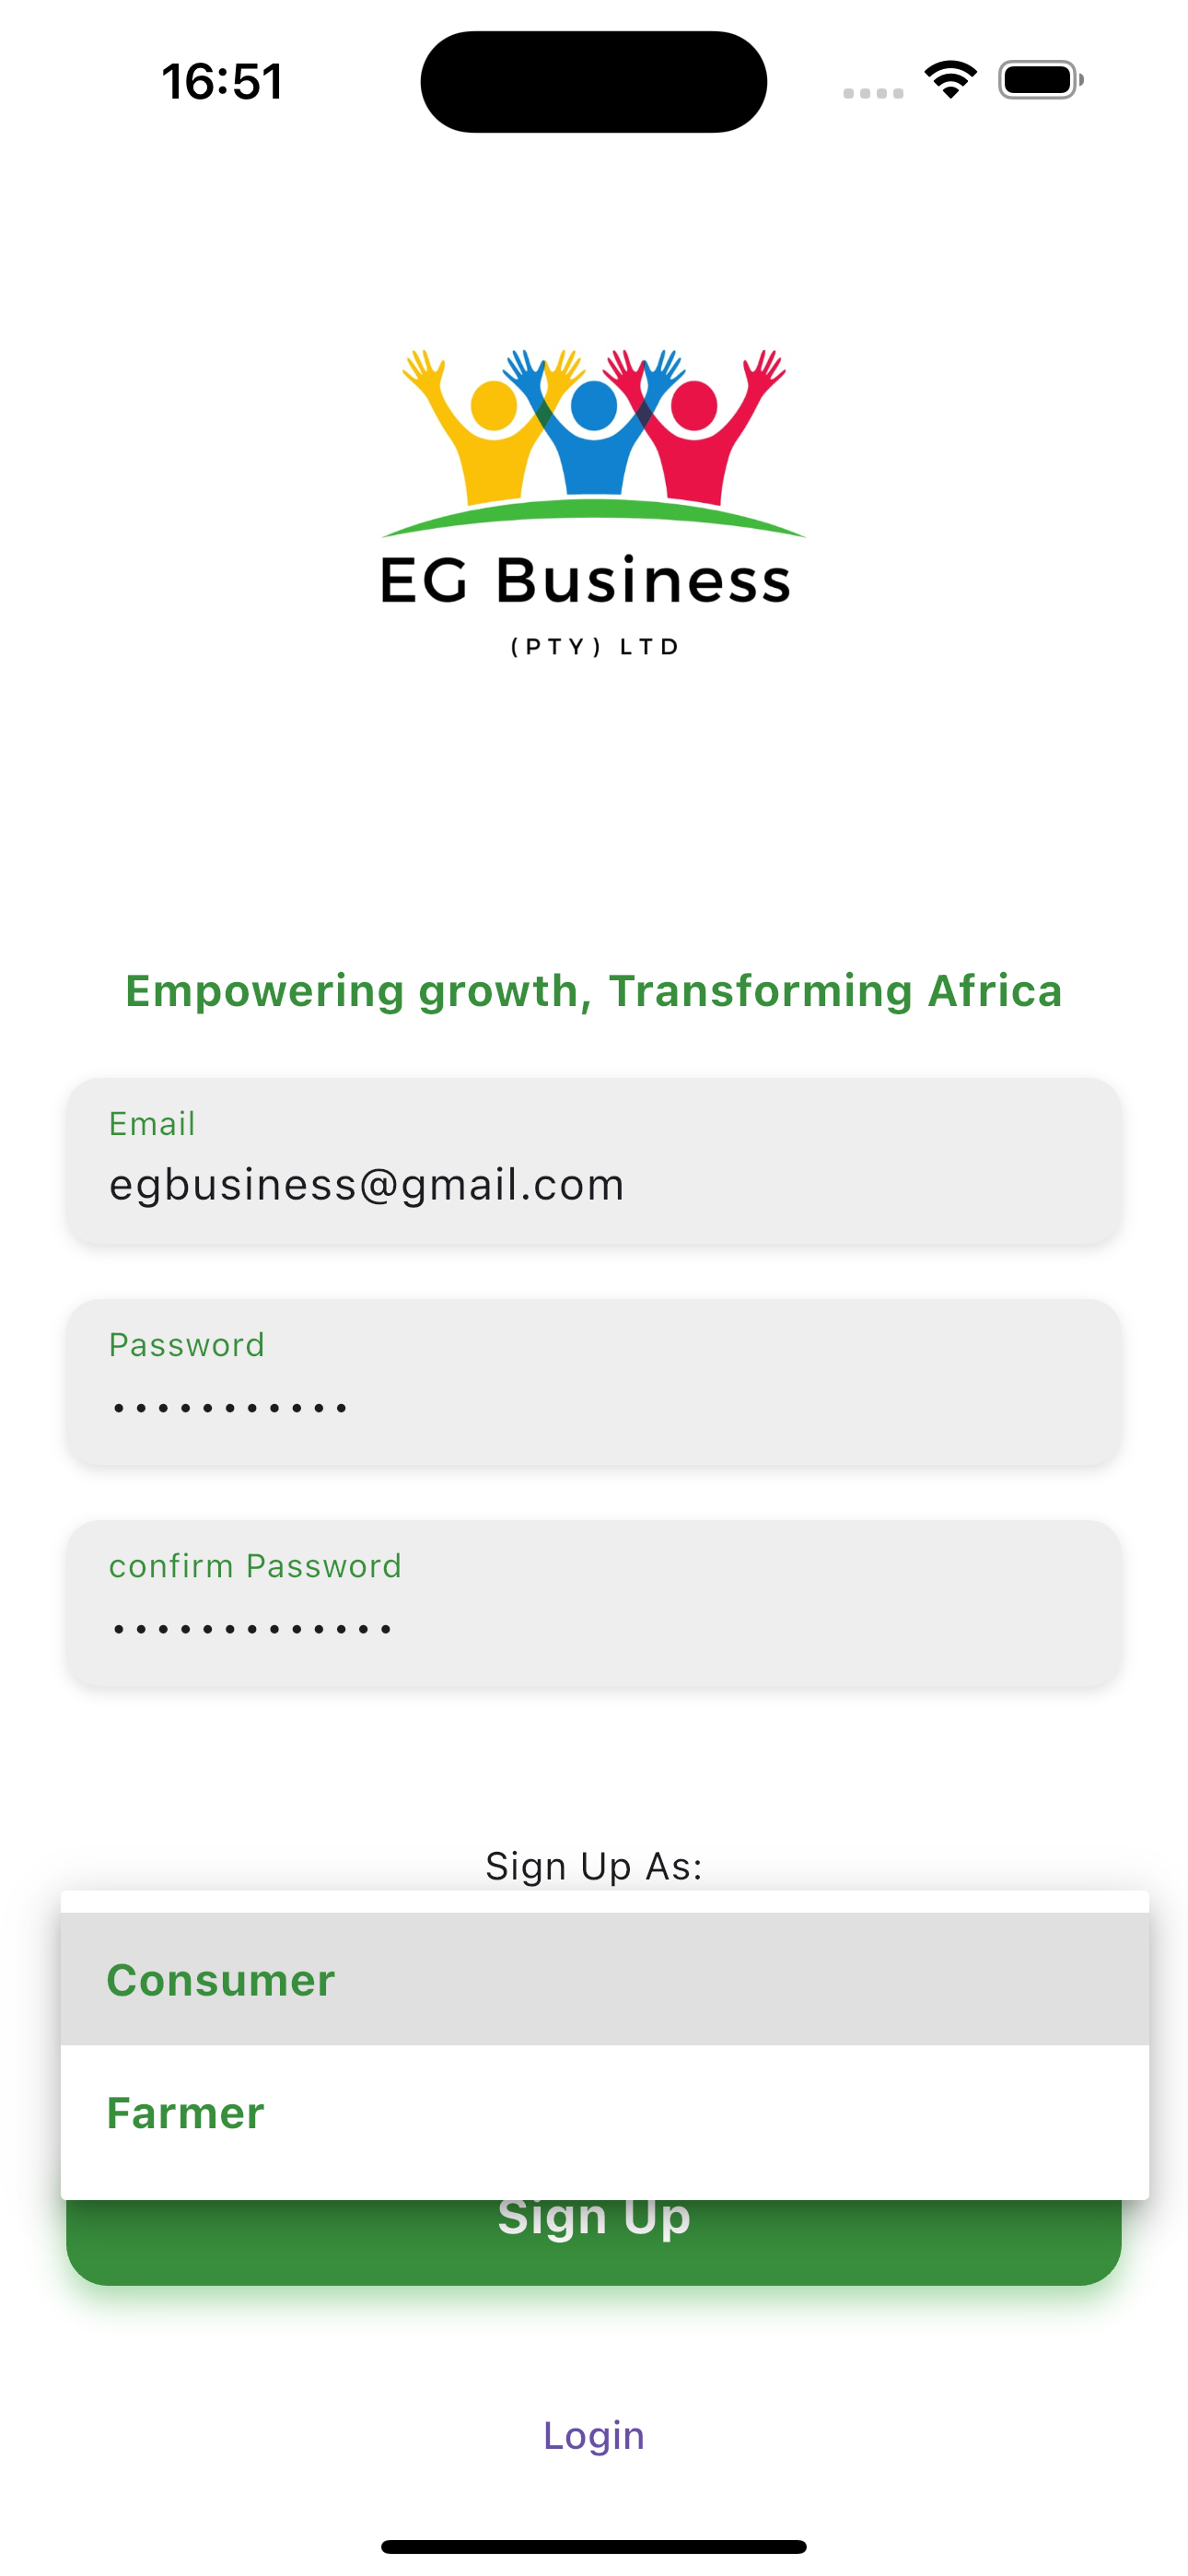 16:51
EG Business
(PTY) LTD
Empowering growth, Transforming Africa
Email
egbusiness@gmail.com
Password
•••••••••••
confirm Password
•••••••••••••
Sign Up As:
Consumer
Farmer
Sign Up
Login